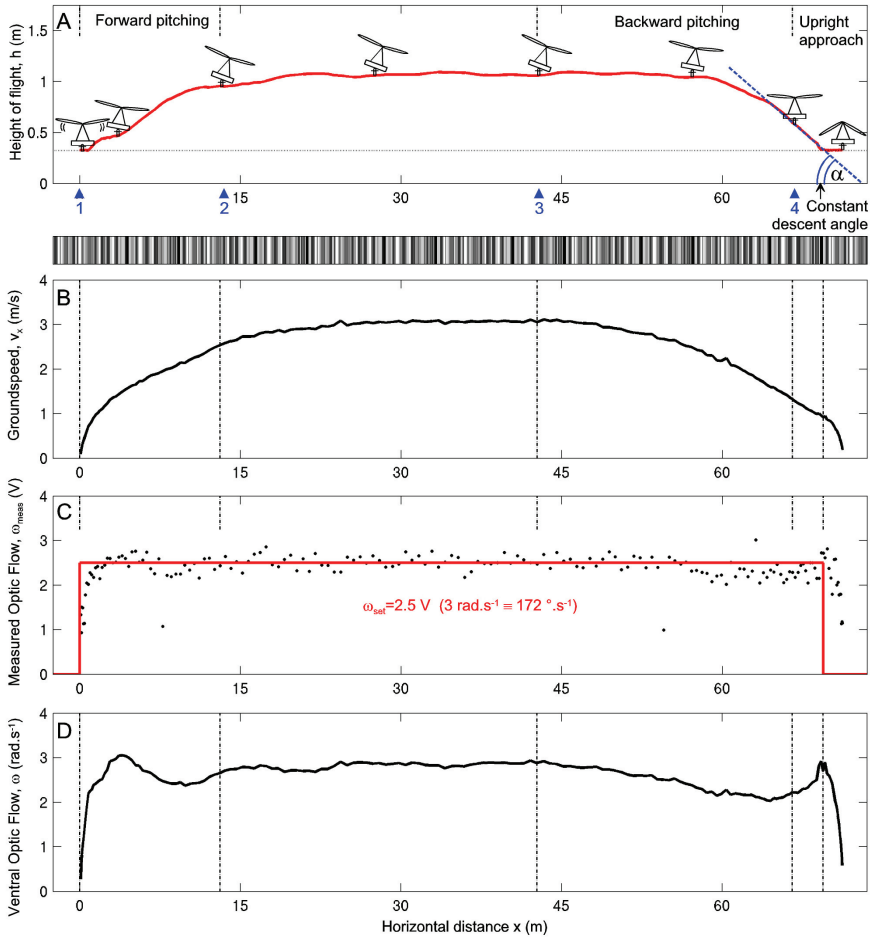 A
Forward pitching
Backward pitching
Upright
approach
Height of flight, h (m)
1.5
1
0.5
0
α
15
30
45
60
1
2
3
4
Constant
descent angle
B
Groundspeed, vₓ (m/s)
4
3
2
1
0
0
15
30
45
60
C
Measured Optic Flow, ω_meas (V)
4
3
2
1
0
ω_set=2.5 V (3 rad.s⁻¹ ≡ 172 °.s⁻¹)
0
15
30
45
60
D
Ventral Optic Flow, ω (rad.s⁻¹)
4
3
2
1
0
0
15
30
45
60
Horizontal distance x (m)